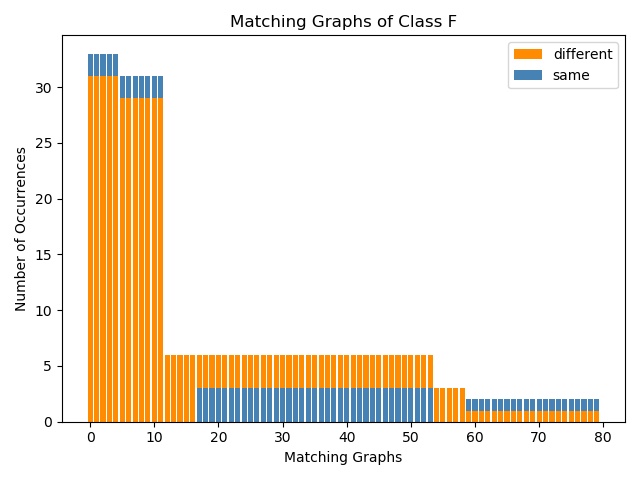 Matching Graphs of Class F
different
same
Number of Occurrences
30
25
20
15
10
5
0
0 10 20 30 40 50 60 70 80
Matching Graphs